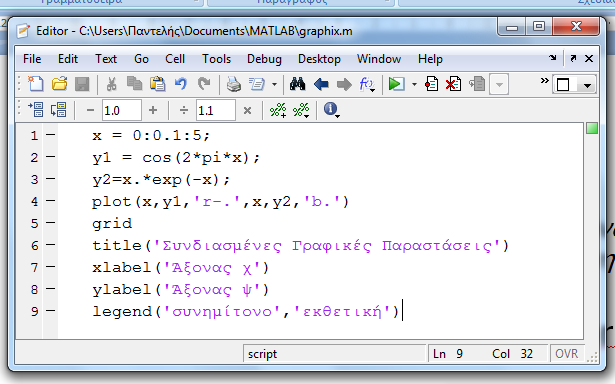 Editor - C:\Users\Παντελής\Documents\MATLAB\graphix.m
File Edit Text Go Cell Tools Debug Desktop Window Help
1.0 1.1
1 x = 0:0.1:5;
2 y1 = cos(2*pi*x);
3 y2=x.*exp(-x);
4 plot(x,y1,'r-.',x,y2,'b.')
5 grid
6 title('Συνδιασμένες Γραφικές Παραστάσεις')
7 xlabel('Άξονας χ')
8 ylabel('Άξονας ψ')
9 legend('συνημίτονο','εκθετική')
script Ln 9 Col 32 OVR